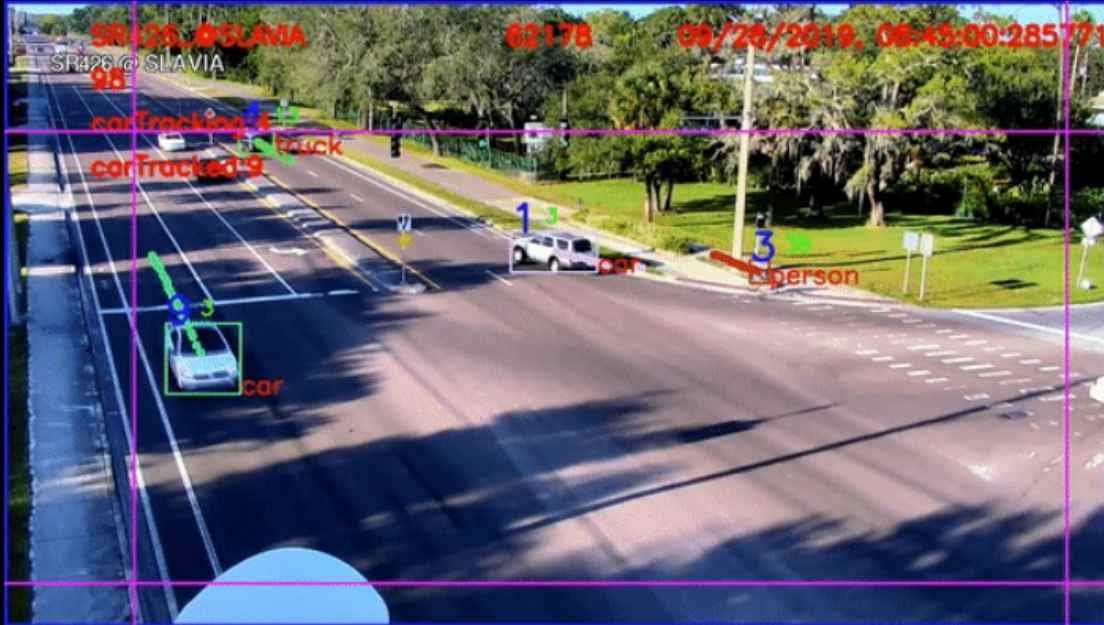 SR426_@SLAVIA 62178 09/26/2019, 08:45:00:285771
SR426 @ SLAVIA
98
carTracking:4
truck
carTracked:9
1 3 car
3 38 person
9 3 car